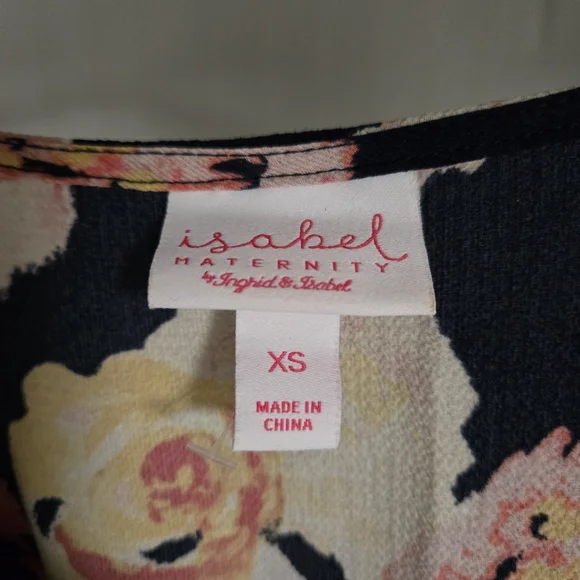 isabel
MATERNITY
by Ingrid & Isabel
XS
MADE IN
CHINA